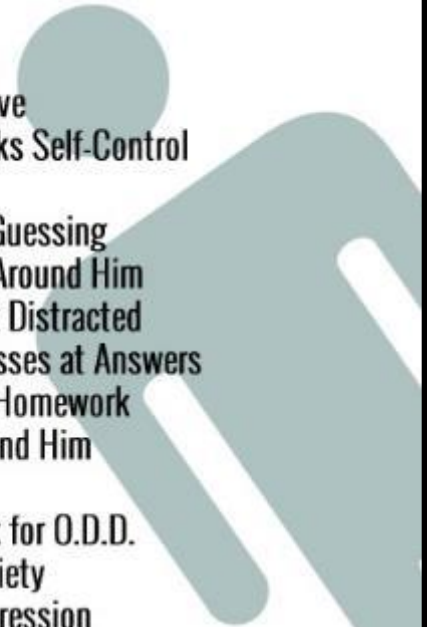 ve
ks Self-Control
Guessing
Around Him
Distracted
sses at Answers
Homework
nd Him
t for O.D.D.
iety
ression